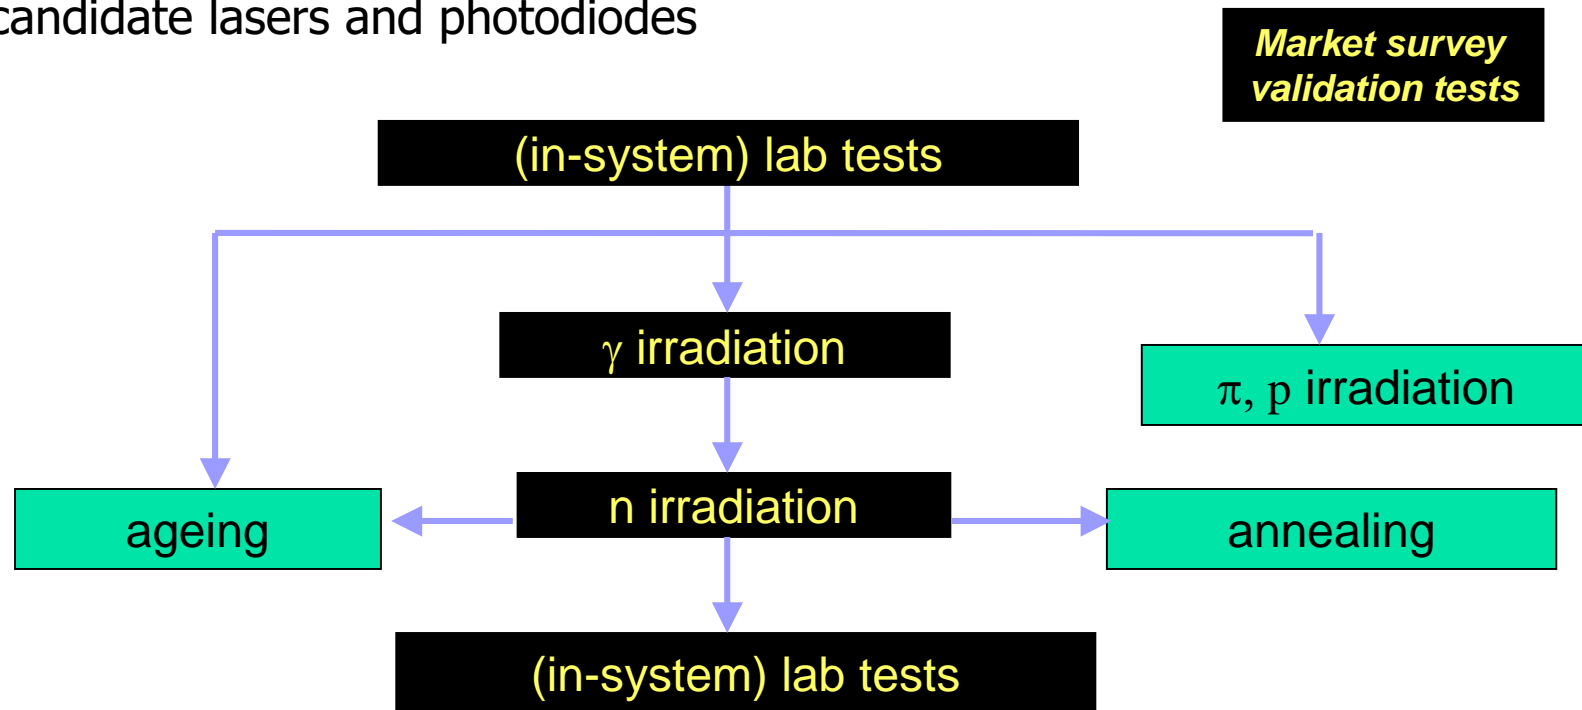 candidate lasers and photodiodes
Market survey
validation tests
(in-system) lab tests
γ irradiation
π, p irradiation
n irradiation
ageing
annealing
(in-system) lab tests